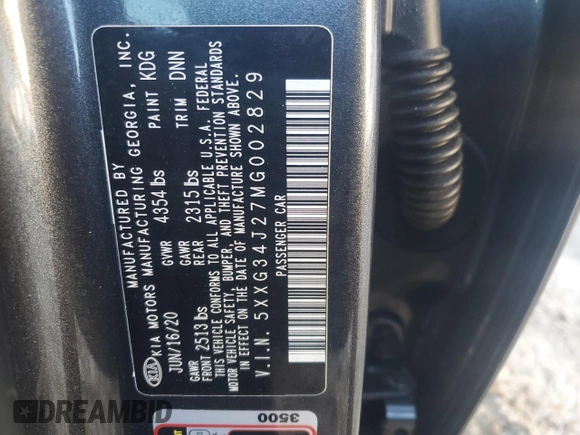 MANUFACTURED BY
KIA MOTORS MANUFACTURING GEORGIA, INC.
JUN/16/20 GVWR 4354 lbs PAINT KDG
GAWR FRONT 2513 lbs GAWR REAR 2315 lbs TRIM DNN
THIS VEHICLE CONFORMS TO ALL APPLICABLE U.S.A. FEDERAL
MOTOR VEHICLE SAFETY, BUMPER, AND THEFT PREVENTION STANDARDS
IN EFFECT ON THE DATE OF MANUFACTURE SHOWN ABOVE.
V.I.N. 5XXG34J27MG002829
PASSENGER CAR
KIA
3500
DREAMBID